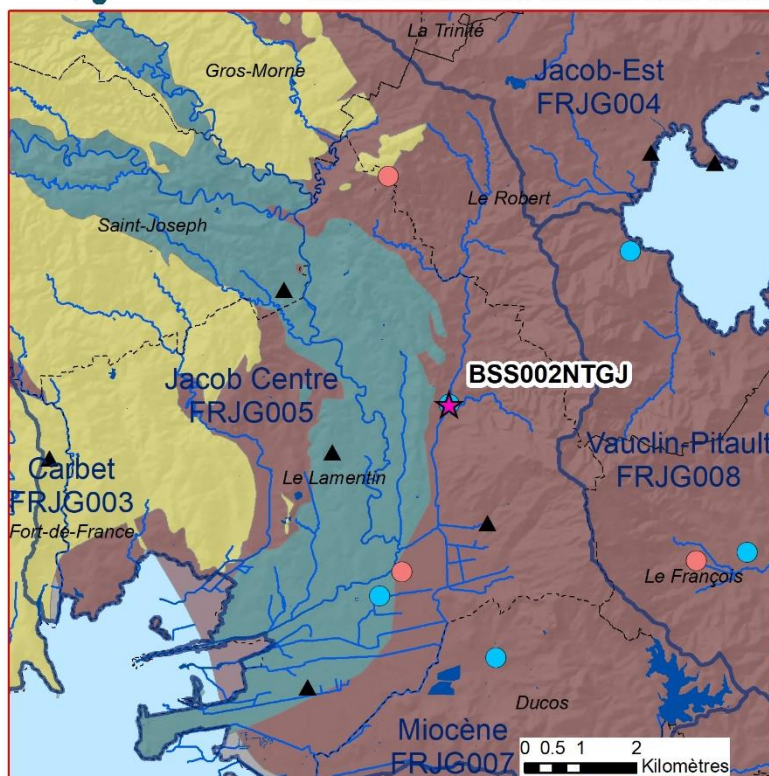 La Trinité
Gros-Morne
Jacob-Est
FRJG004
Le Robert
Saint-Joseph
BSS002NTGJ
Jacob Centre
FRJG005
Vauclin-Pitault
FRJG008
Carbet
FRJG003
Le Lamentin
Fort-de-France
Le François
Ducos
Miocène
FRJG007
0 0.5 1 2
Kilomètres